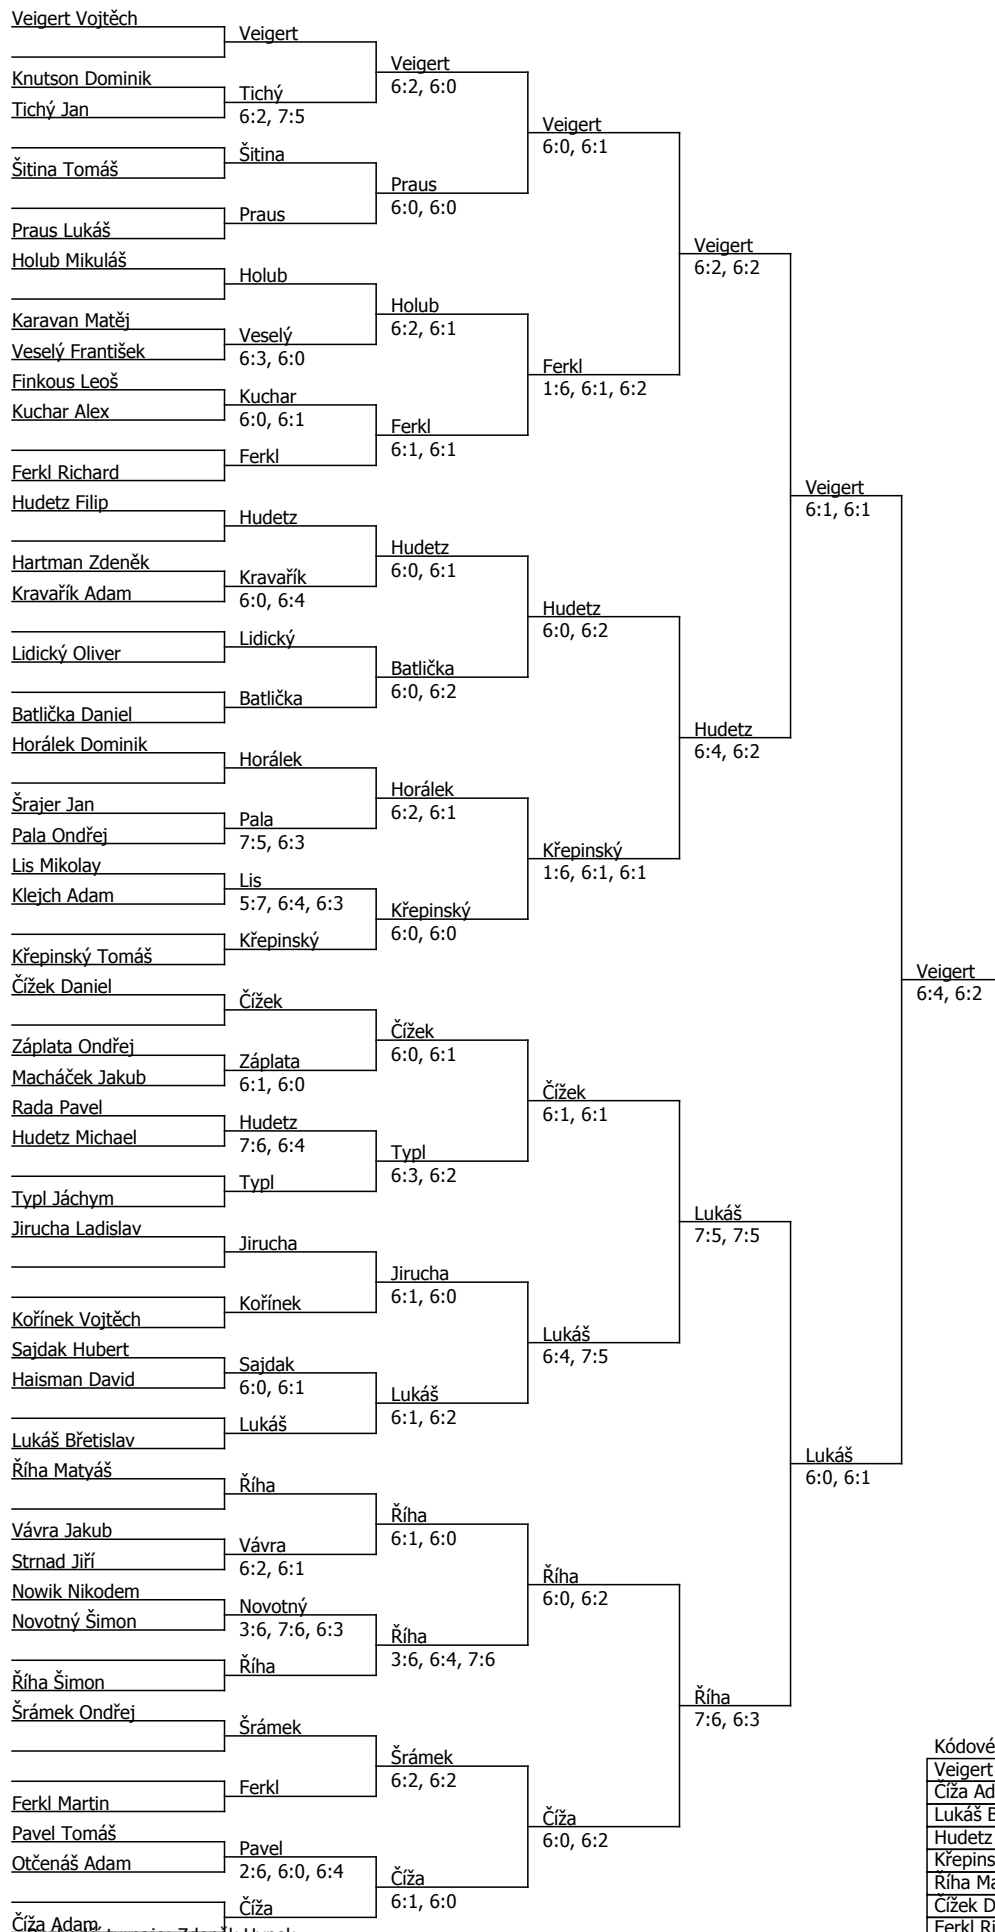 Veigert Vojtěch
Veigert
Veigert
6:2, 6:0
Knutson Dominik
Tichý
Tichý Jan
6:2, 7:5
Veigert
6:0, 6:1
Šitina
Šitina Tomáš
Praus
6:0, 6:0
Praus
Praus Lukáš
Veigert
6:2, 6:2
Holub Mikuláš
Holub
Holub
6:2, 6:1
Karavan Matěj
Veselý
Veselý František
6:3, 6:0
Ferkl
1:6, 6:1, 6:2
Finkous Leoš
Kuchar
Kuchar Alex
6:0, 6:1
Ferkl
6:1, 6:1
Ferkl
Ferkl Richard
Veigert
6:1, 6:1
Hudetz Filip
Hudetz
Hudetz
6:0, 6:1
Hartman Zdeněk
Kravařík
Kravařík Adam
6:0, 6:4
Hudetz
6:0, 6:2
Lidický
Lidický Oliver
Batlička
6:0, 6:2
Batlička
Batlička Daniel
Hudetz
6:4, 6:2
Horálek Dominik
Horálek
Horálek
6:2, 6:1
Šrajer Jan
Pala
Pala Ondřej
7:5, 6:3
Křepinský
1:6, 6:1, 6:1
Lis Mikolay
Lis
Klejch Adam
5:7, 6:4, 6:3
Křepinský
6:0, 6:0
Křepinský
Křepinský Tomáš
Veigert
6:4, 6:2
Čížek Daniel
Čížek
Čížek
6:0, 6:1
Záplata Ondřej
Záplata
Macháček Jakub
6:1, 6:0
Čížek
6:1, 6:1
Rada Pavel
Hudetz
Hudetz Michael
7:6, 6:4
Typl
6:3, 6:2
Typl
Typl Jáchym
Lukáš
7:5, 7:5
Jirucha Ladislav
Jirucha
Jirucha
6:1, 6:0
Kořínek
Kořínek Vojtěch
Lukáš
6:4, 7:5
Sajdak Hubert
Sajdak
Haisman David
6:0, 6:1
Lukáš
6:1, 6:2
Lukáš
Lukáš Břetislav
Lukáš
6:0, 6:1
Říha Matyáš
Říha
Říha
6:1, 6:0
Vávra Jakub
Vávra
Strnad Jiří
6:2, 6:1
Říha
6:0, 6:2
Nowik Nikodem
Novotný
Novotný Šimon
3:6, 7:6, 6:3
Říha
3:6, 6:4, 7:6
Říha
Říha Šimon
Říha
7:6, 6:3
Šrámek Ondřej
Šrámek
Šrámek
6:2, 6:2
Ferkl
Ferkl Martin
Číža
6:0, 6:2
Pavel Tomáš
Pavel
Otčenáš Adam
2:6, 6:0, 6:4
Číža
6:1, 6:0
Číža
Číža Adam
Kódové
Veigert
Číža Ad
Lukáš B
Hudetz
Křepins
Říha Ma
Čížek D
Ferkl Ri